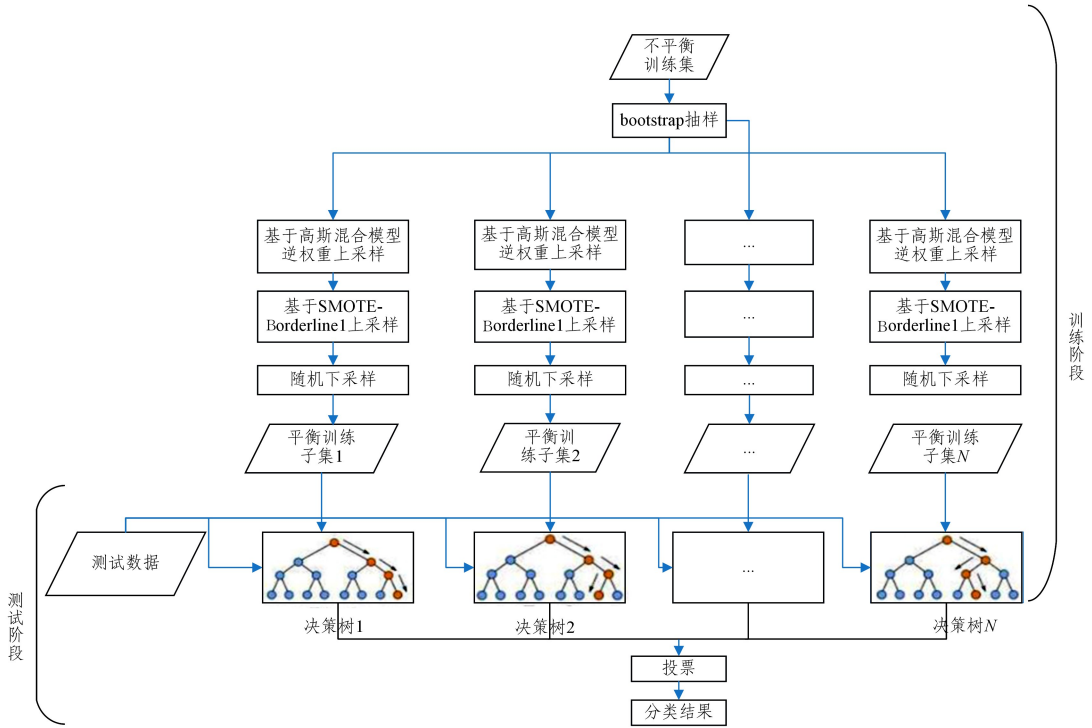 不平衡
训练集
bootstrap抽样
基于高斯混合模型
逆权重上采样
基于高斯混合模型
逆权重上采样
...
基于高斯混合模型
逆权重上采样
基于SMOTE-
Borderline1上采样
基于SMOTE-
Borderline1上采样
...
基于SMOTE-
Borderline1上采样
随机下采样
随机下采样
...
随机下采样
平衡训练
子集1
平衡训
练子集2
...
平衡训练
子集N
训练阶段
测试数据
...
决策树1
决策树2
决策树N
测试阶段
投票
分类结果